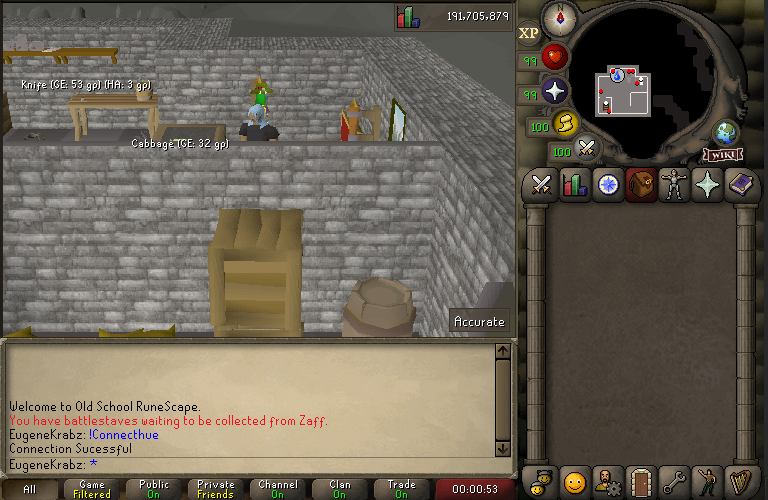 191,705,879
XP
Knife (GE: 53 gp) (HA: 3 gp)
99
99
Cabbage (GE: 32 gp)
100
100
WIKI
Accurate
Welcome to Old School RuneScape.
You have battlestaves waiting to be collected from Zaff.
EugeneKrabz: !Connecthue
Connection Sucessful
EugeneKrabz: *
All
Game
Filtered
Public
On
Private
Friends
Channel
On
Clan
On
Trade
On
00:00:53